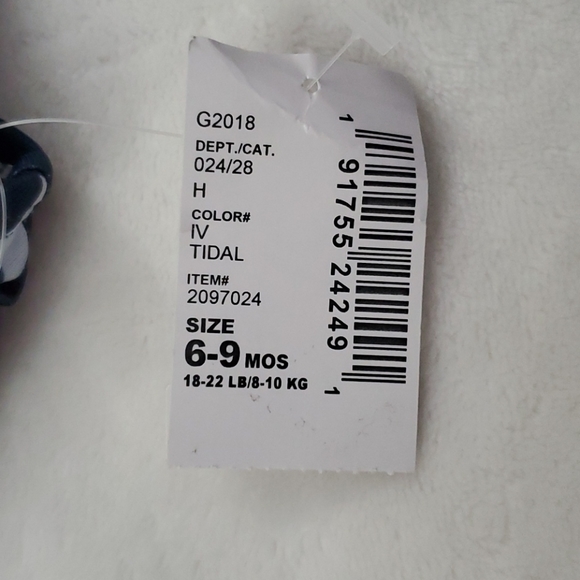 G2018
DEPT./CAT.
024/28
H
COLOR#
IV
TIDAL
ITEM#
2097024
SIZE
6-9 MOS
18-22 LB/8-10 KG
1 91755 24249 1